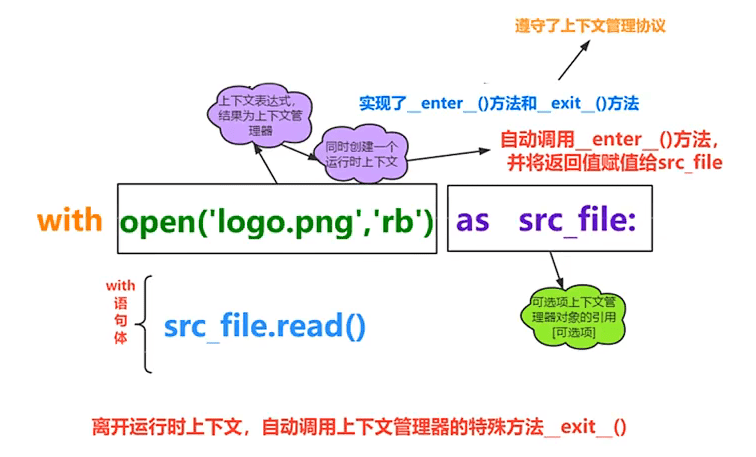 遵守了上下文管理协议
实现了__enter__()方法和__exit__()方法
上下文表达式，
结果为上下文管
理器
同时创建一个
运行时上下文
自动调用__enter__()方法，
并将返回值赋值给src_file
with open('logo.png','rb') as src_file:
with
语
句
体
src_file.read()
可选项上下文管
理器对象的引用
[可选项]
离开运行时上下文，自动调用上下文管理器的特殊方法__exit__()